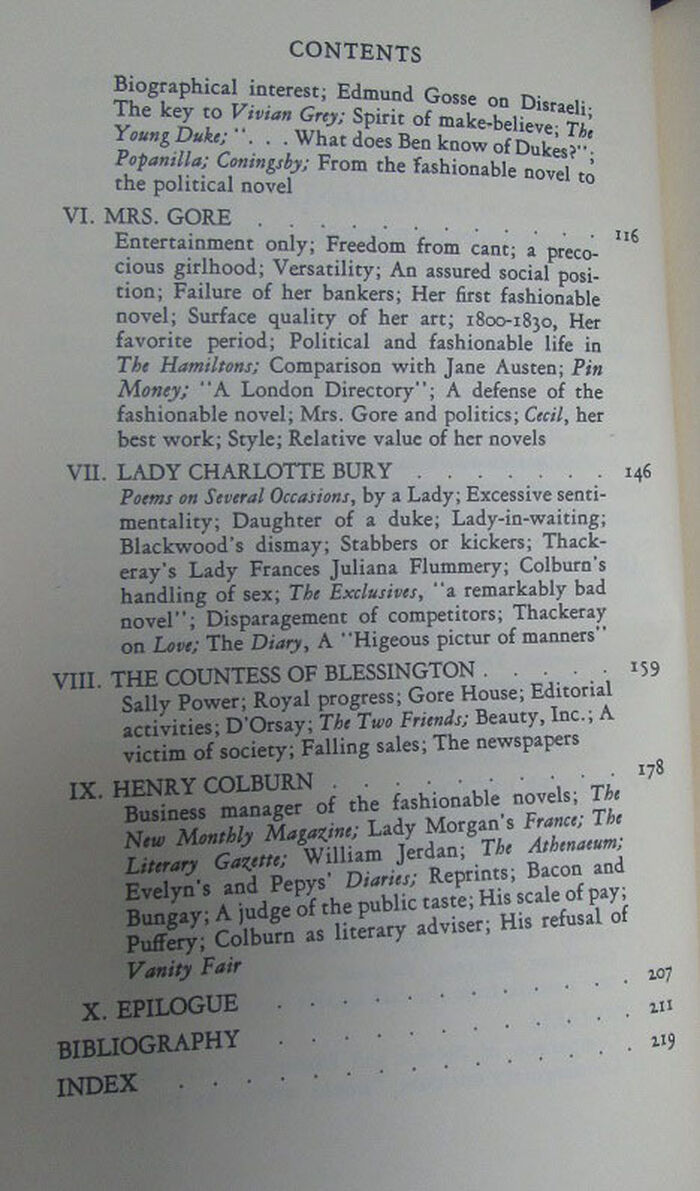 CONTENTS
Biographical interest; Edmund Gosse on Disraeli;
The key to Vivian Grey; Spirit of make-believe; The
Young Duke; ". . . What does Ben know of Dukes?";
Popanilla; Coningsby; From the fashionable novel to
the political novel
VI. MRS. GORE . . . . . . . . . . 116
Entertainment only; Freedom from cant; a preco-
cious girlhood; Versatility; An assured social posi-
tion; Failure of her bankers; Her first fashionable
novel; Surface quality of her art; 1800-1830, Her
favorite period; Political and fashionable life in
The Hamiltons; Comparison with Jane Austen; Pin
Money; "A London Directory"; A defense of the
fashionable novel; Mrs. Gore and politics; Cecil, her
best work; Style; Relative value of her novels
VII. LADY CHARLOTTE BURY . . . . . . . 146
Poems on Several Occasions, by a Lady; Excessive senti-
mentality; Daughter of a duke; Lady-in-waiting;
Blackwood's dismay; Stabbers or kickers; Thack-
eray's Lady Frances Juliana Flummery; Colburn's
handling of sex; The Exclusives, "a remarkably bad
novel"; Disparagement of competitors; Thackeray
on Love; The Diary, A "Higeous pictur of manners"
VIII. THE COUNTESS OF BLESSINGTON . . . . . 159
Sally Power; Royal progress; Gore House; Editorial
activities; D'Orsay; The Two Friends; Beauty, Inc.; A
victim of society; Falling sales; The newspapers
IX. HENRY COLBURN . . . . . . . . 178
Business manager of the fashionable novels; The
New Monthly Magazine; Lady Morgan's France; The
Literary Gazette; William Jerdan; The Athenaeum;
Evelyn's and Pepys' Diaries; Reprints; Bacon and
Bungay; A judge of the public taste; His scale of pay;
Puffery; Colburn as literary adviser; His refusal of
Vanity Fair
X. EPILOGUE . . . . . . . . . . 207
BIBLIOGRAPHY . . . . . . . . . . 211
INDEX . . . . . . . . . . . . 219